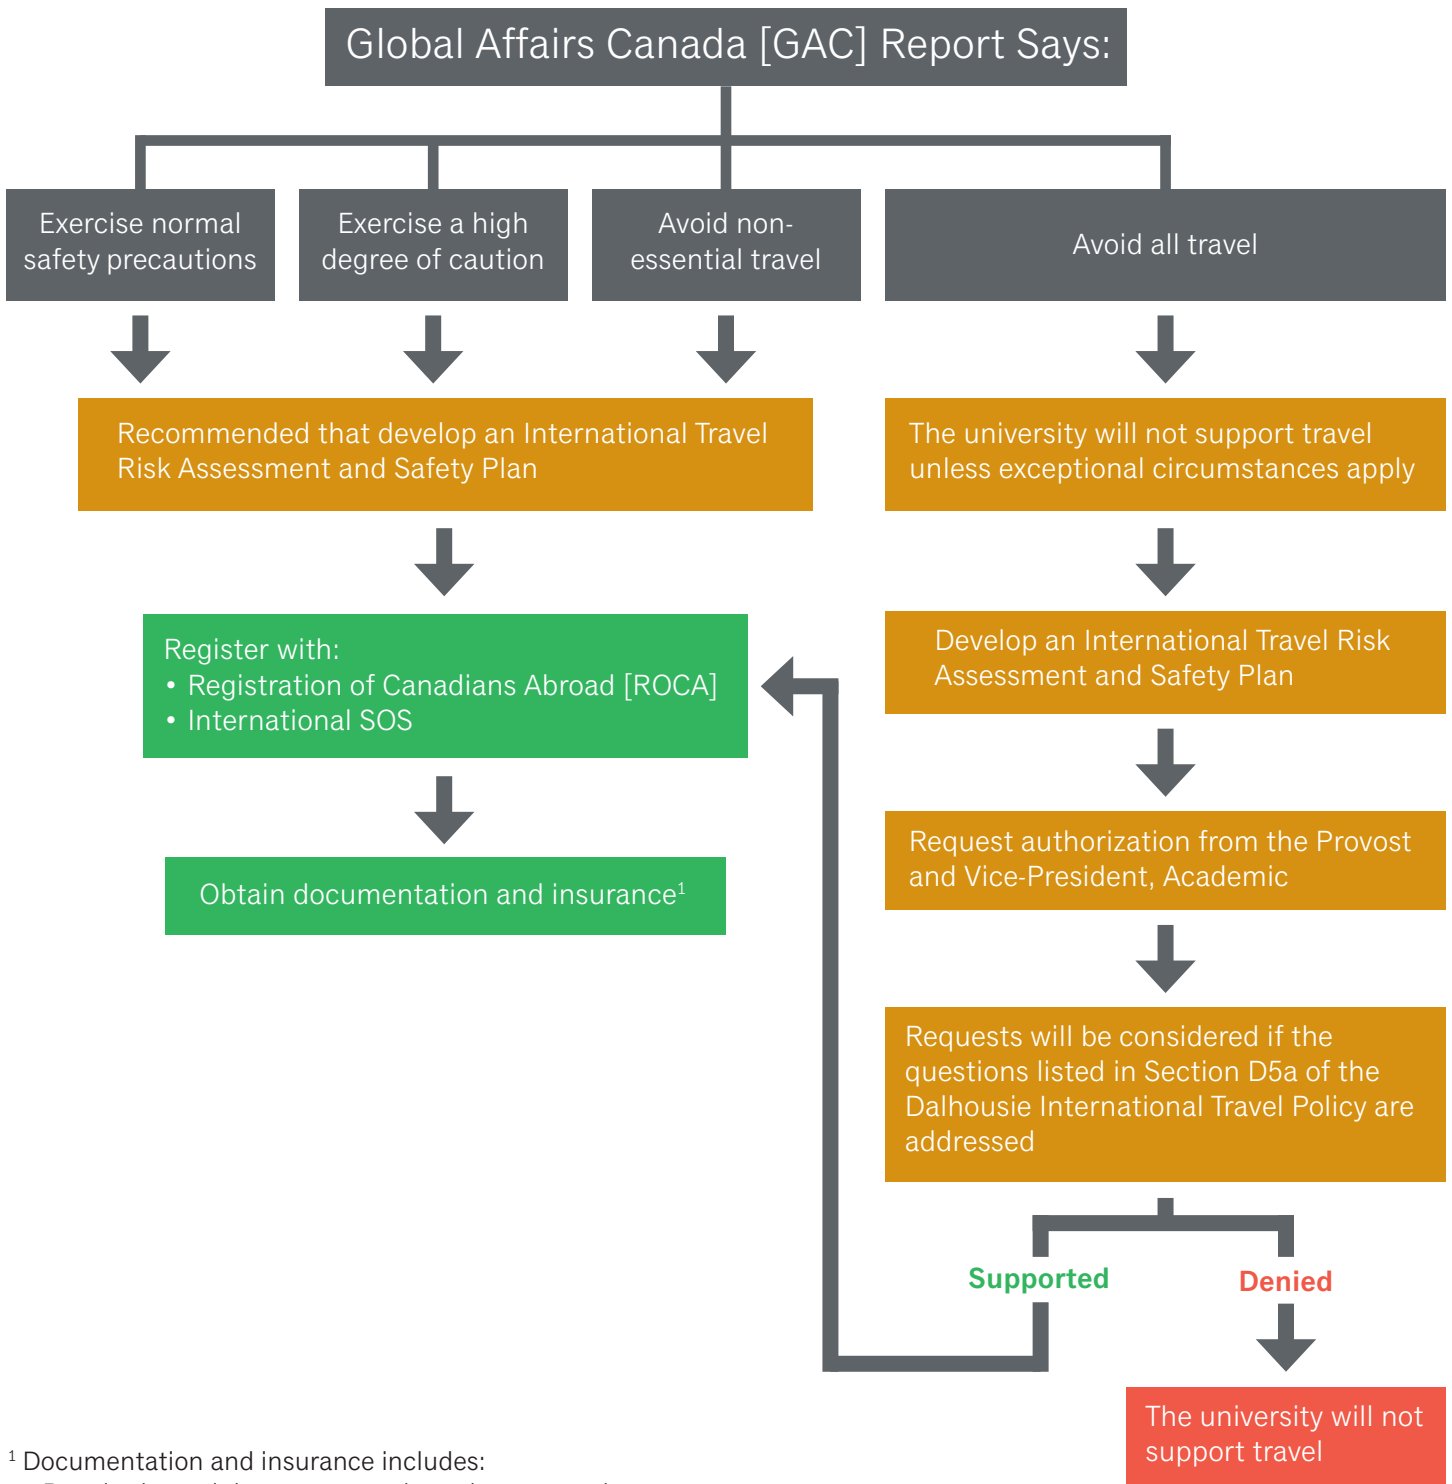 Global Affairs Canada [GAC] Report Says:
Exercise normal
safety precautions
Exercise a high
degree of caution
Avoid non-
essential travel
Avoid all travel
Recommended that develop an International Travel
Risk Assessment and Safety Plan
The university will not support travel
unless exceptional circumstances apply
Register with:
• Registration of Canadians Abroad [ROCA]
• International SOS
Develop an International Travel Risk
Assessment and Safety Plan
Obtain documentation and insurance¹
Request authorization from the Provost
and Vice-President, Academic
Requests will be considered if the
questions listed in Section D5a of the
Dalhousie International Travel Policy are
addressed
Supported
Denied
The university will not
support travel
¹ Documentation and insurance includes: